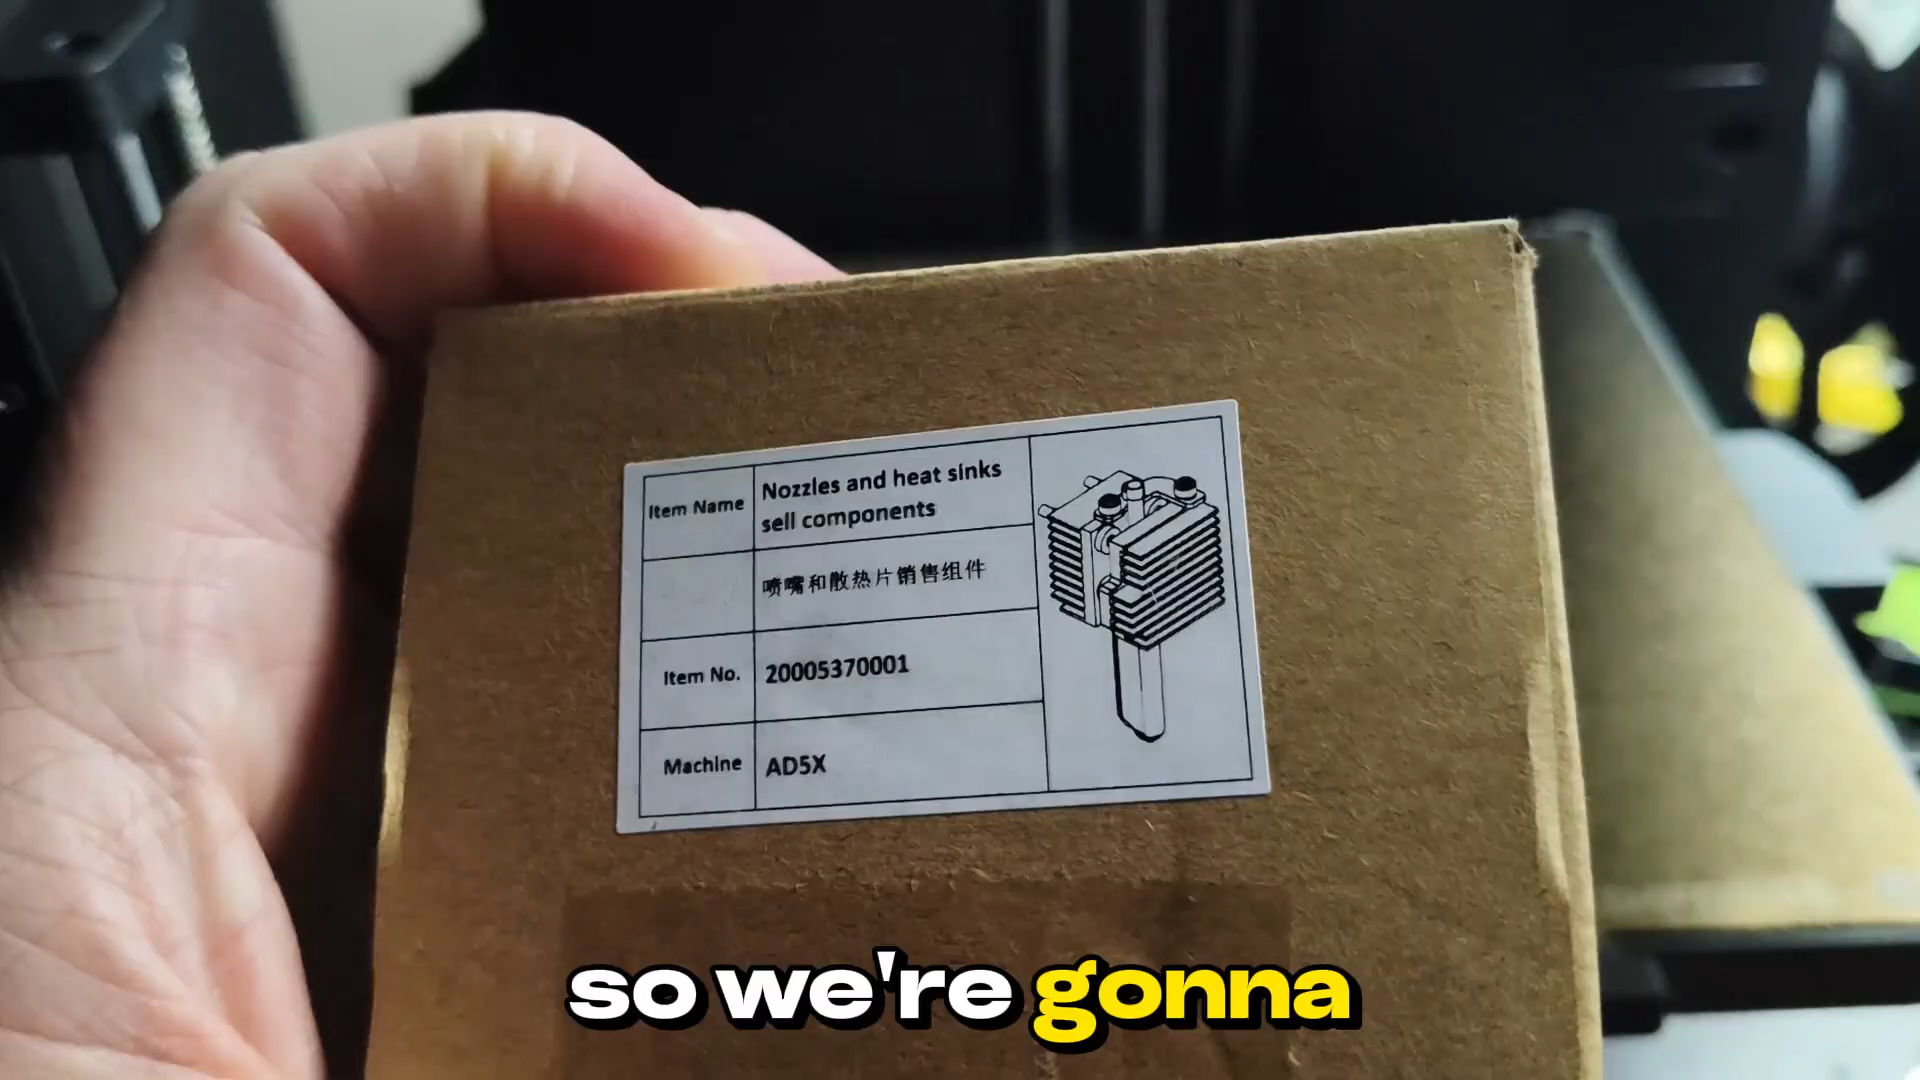 Item Name
Nozzles and heat sinks
sell components
喷嘴和散热片销售组件
Item No.
20005370001
Machine
AD5X
so we're gonna